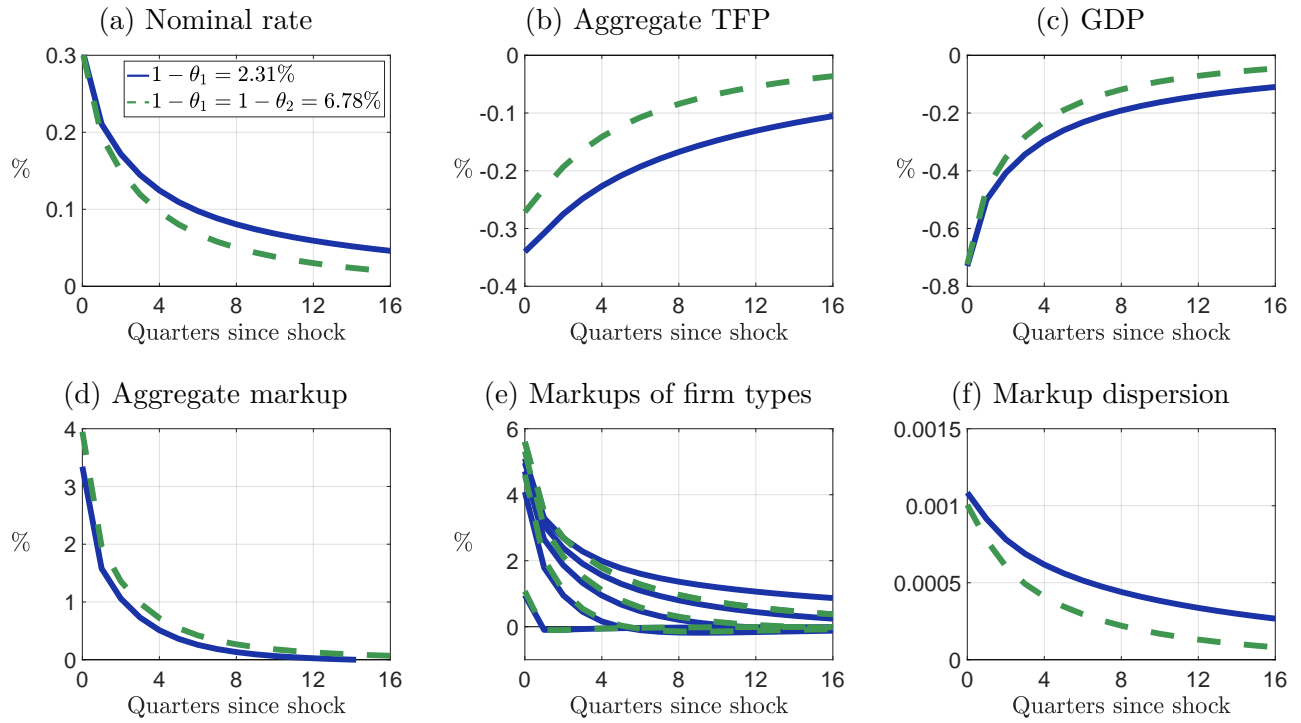 (a) Nominal rate
(b) Aggregate TFP
(c) GDP
0.3
0.2
0.1
0
%
0 4 8 12 16
Quarters since shock
1 − θ₁ = 2.31%
1 − θ₁ = 1 − θ₂ = 6.78%
0
-0.1
-0.2
-0.3
-0.4
%
0 4 8 12 16
Quarters since shock
0
-0.2
-0.4
-0.6
-0.8
%
0 4 8 12 16
Quarters since shock
(d) Aggregate markup
(e) Markups of firm types
(f) Markup dispersion
4
3
2
1
0
%
0 4 8 12 16
Quarters since shock
6
4
2
0
%
0 4 8 12 16
Quarters since shock
0.0015
0.001
0.0005
0
0 4 8 12 16
Quarters since shock